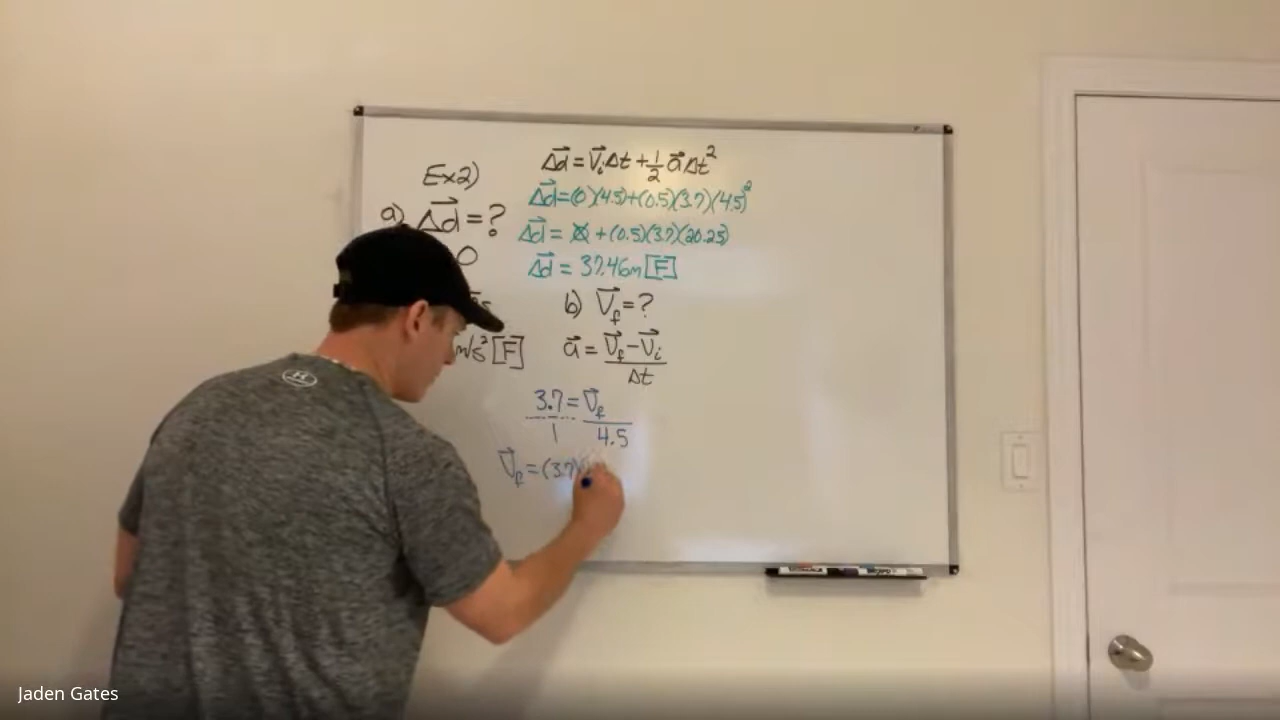 Ex2)
a) Δd⃗ = ?
0
m/s² [F]
Δd⃗ = V⃗ᵢΔt + ½ a⃗Δt²
Δd⃗ = (0)(4.5)+(0.5)(3.7)(4.5)²
Δd⃗ = 0 + (0.5)(3.7)(20.25)
Δd⃗ = 37.46m [F]
b) V⃗f = ?
a⃗ = V⃗f - V⃗ᵢ
Δt
3.7 = V⃗f
1 4.5
V⃗f = (3.7)
Jaden Gates